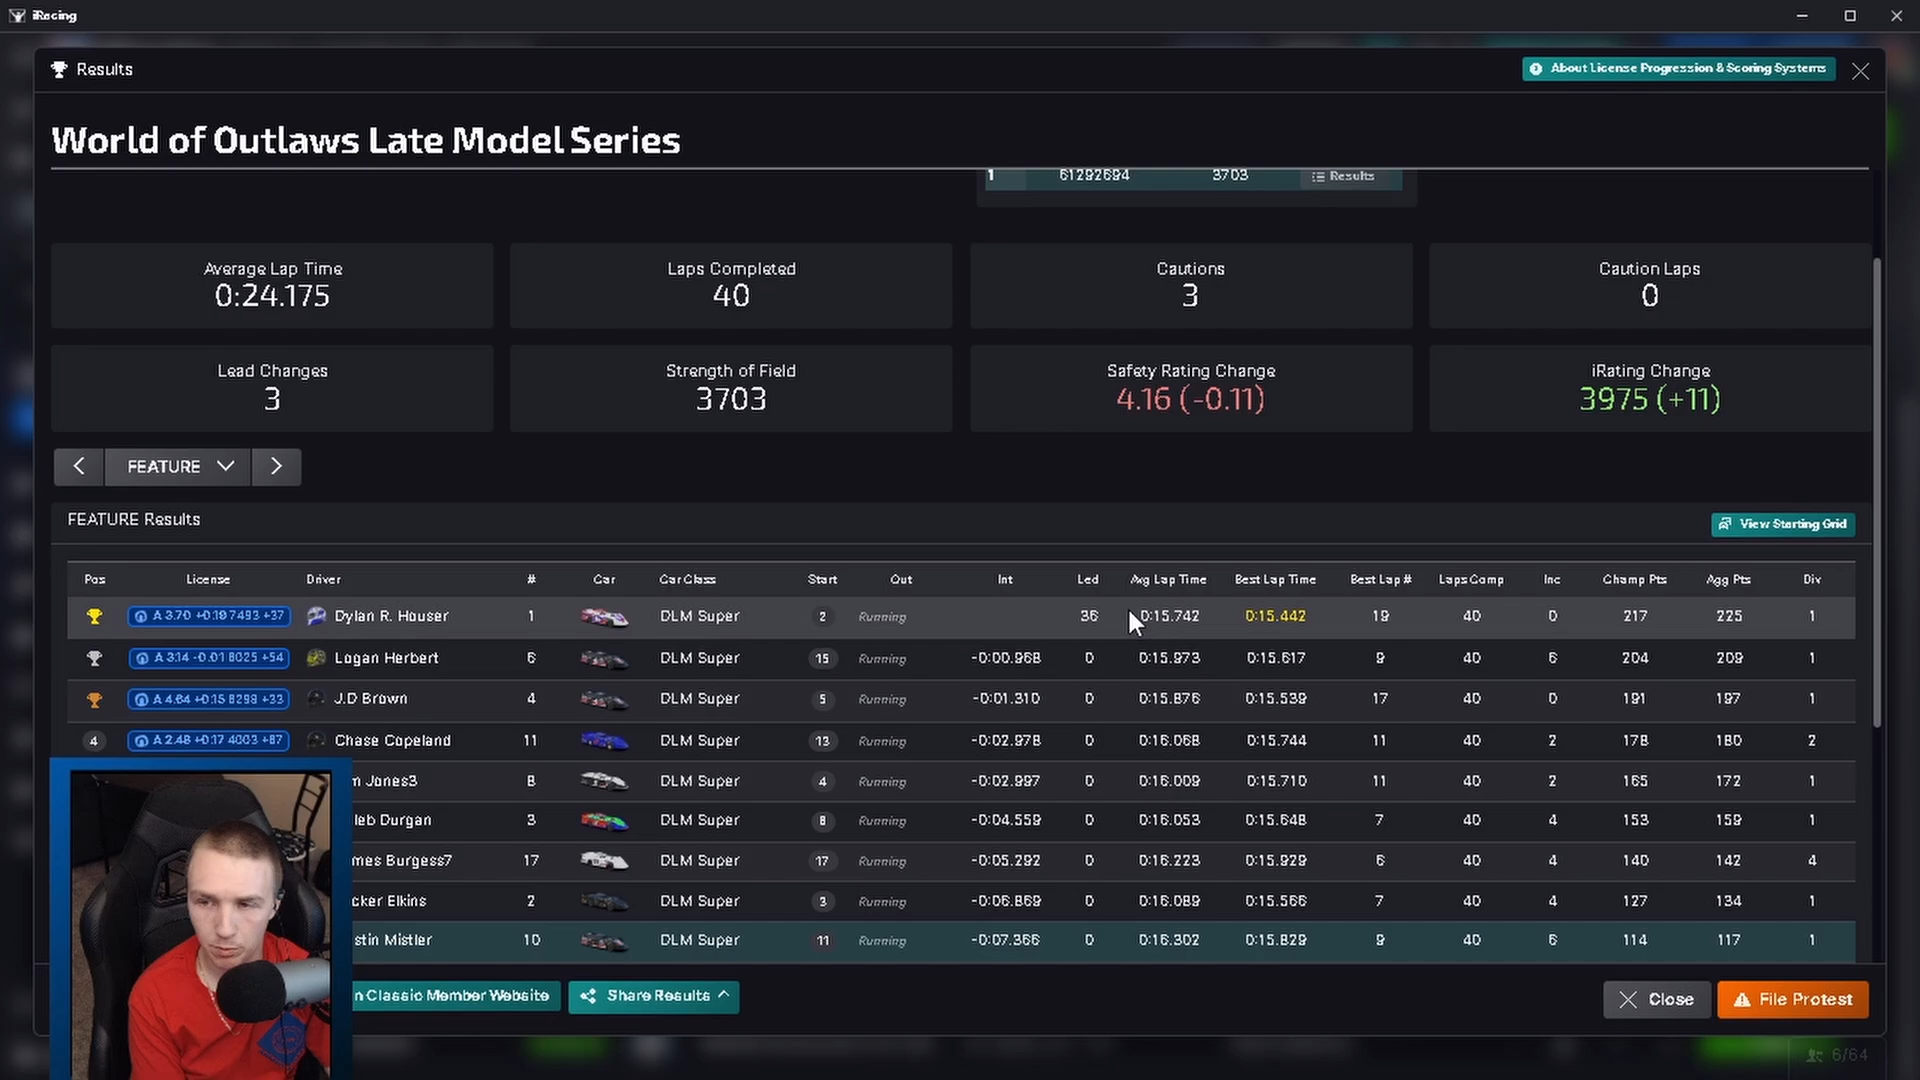 iRacing
Results
About License Progression & Scoring Systems
World of Outlaws Late Model Series
1 61292694 3703 Results
Average Lap Time
0:24.175
Laps Completed
40
Cautions
3
Caution Laps
0
Lead Changes
3
Strength of Field
3703
Safety Rating Change
4.16 (-0.11)
iRating Change
3975 (+11)
FEATURE
FEATURE Results
View Starting Grid
Pos License Driver # Car Car Class Start Out Int Led Avg Lap Time Best Lap Time Best Lap # Laps Comp Inc Champ Pts Agg Pts Div
A 3.70 +0.19 7493 +37 Dylan R. Houser 1 DLM Super 2 Running 36 0:15.742 0:15.442 19 40 0 217 225 1
A 3.14 -0.01 8025 +54 Logan Herbert 6 DLM Super 15 Running -0:00.968 0 0:15.973 0:15.617 9 40 6 204 209 1
A 4.64 +0.15 8298 +33 J.D Brown 4 DLM Super 5 Running -0:01.310 0 0:15.876 0:15.539 17 40 0 191 197 1
4 A 2.48 +0.17 4003 +87 Chase Copeland 11 DLM Super 13 Running -0:02.978 0 0:16.068 0:15.744 11 40 2 178 180 2
m Jones3 8 DLM Super 4 Running -0:02.997 0 0:16.009 0:15.710 11 40 2 165 172 1
leb Durgan 3 DLM Super 8 Running -0:04.559 0 0:16.053 0:15.648 7 40 4 153 159 1
mes Burgess7 17 DLM Super 17 Running -0:05.292 0 0:16.223 0:15.929 6 40 4 140 142 4
cker Elkins 2 DLM Super 3 Running -0:06.869 0 0:16.089 0:15.566 7 40 4 127 134 1
stin Mistler 10 DLM Super 11 Running -0:07.366 0 0:16.302 0:15.829 9 40 6 114 117 1
n Classic Member Website
Share Results
Close
File Protest
6/64